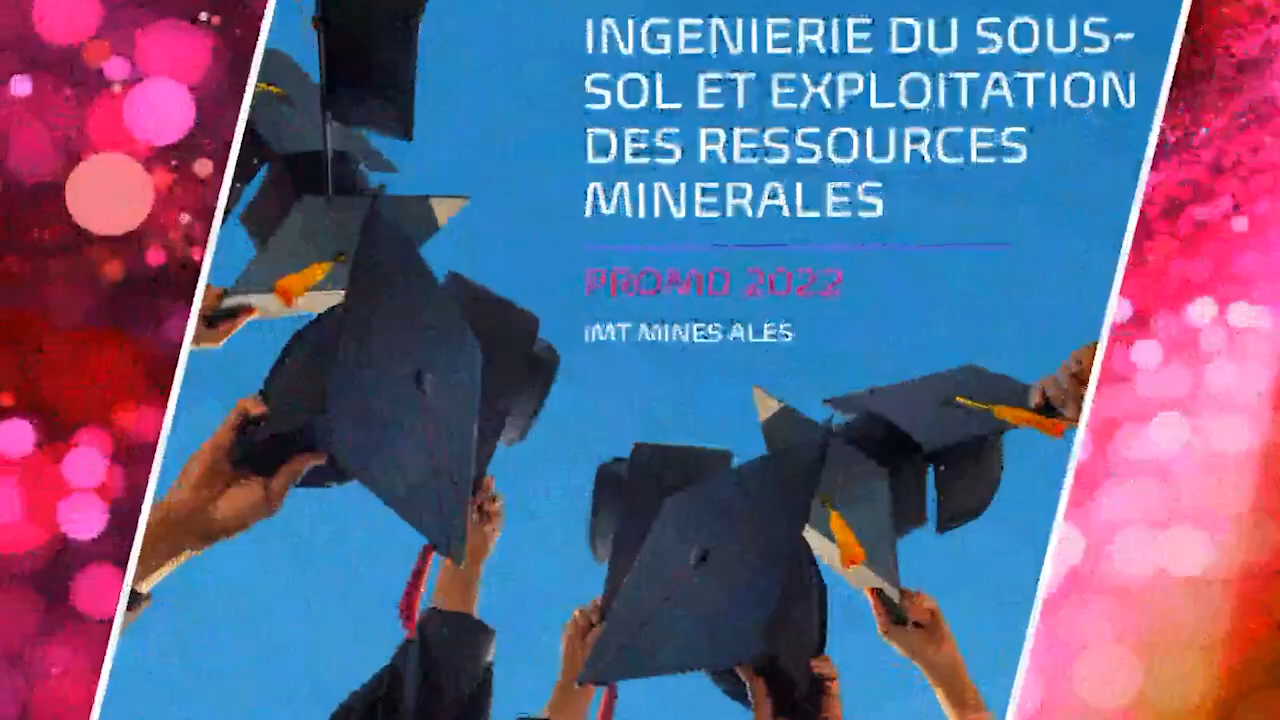 INGENIERIE DU SOUS-
SOL ET EXPLOITATION
DES RESSOURCES
MINERALES
PROMO 2022
IMT MINES ALES